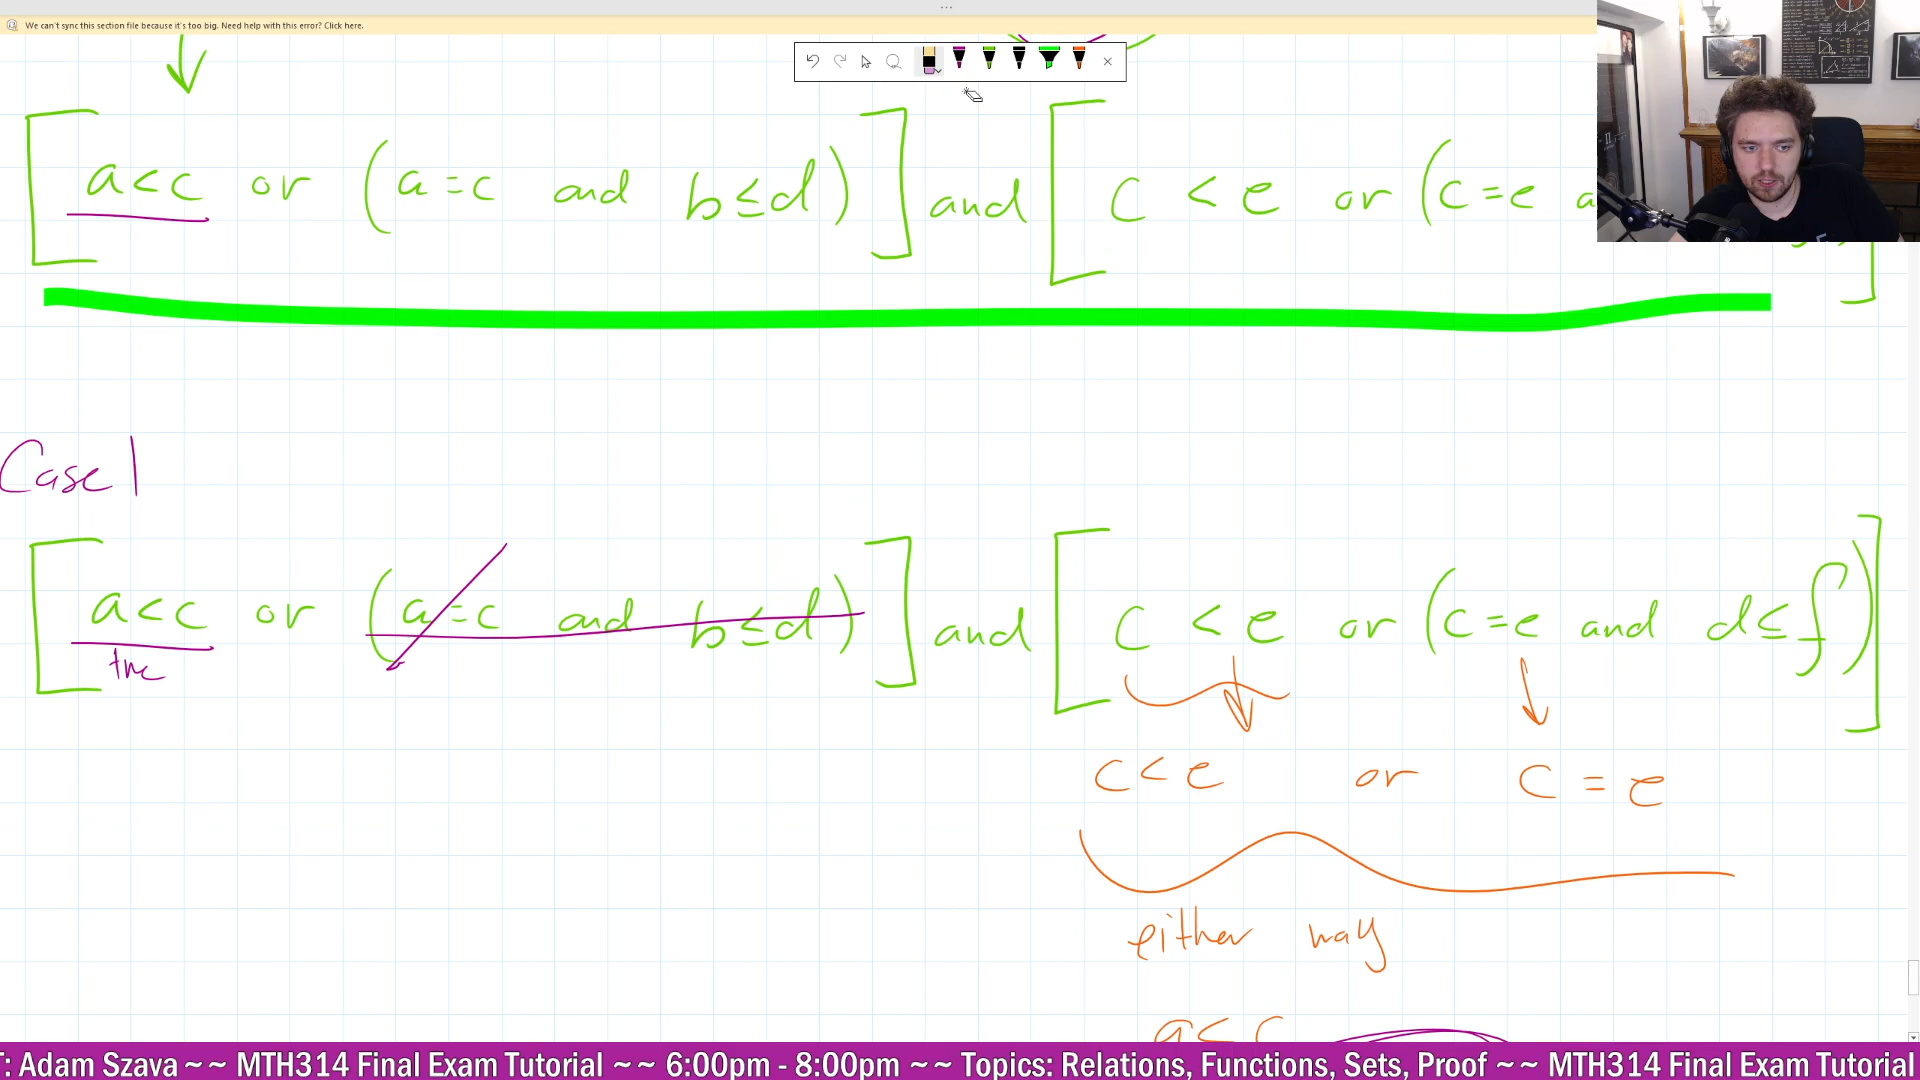 We can't sync this section file because it's too big. Need help with this error? Click here.
[a<c or (a=c and b≤d)] and [c<e or (c=e a
Case 1
[a<c or (a=c and b≤d)] and [c<e or (c=e and d≤f)]
true
c<e or c=e
either way
T: Adam Szava ~~ MTH314 Final Exam Tutorial ~~ 6:00pm - 8:00pm ~~ Topics: Relations, Functions, Sets, Proof ~~ MTH314 Final Exam Tutorial